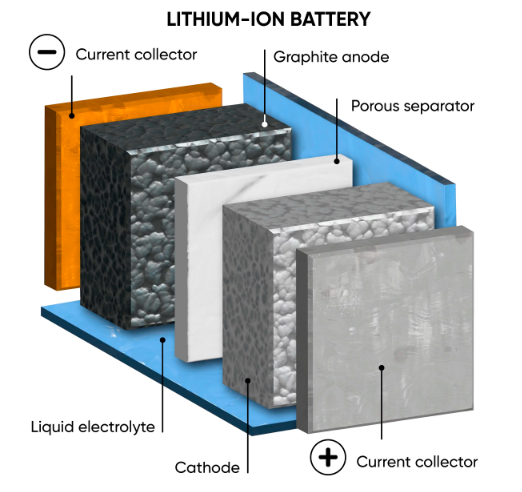 LITHIUM-ION BATTERY
Current collector
Graphite anode
Porous separator
Liquid electrolyte
Cathode
Current collector